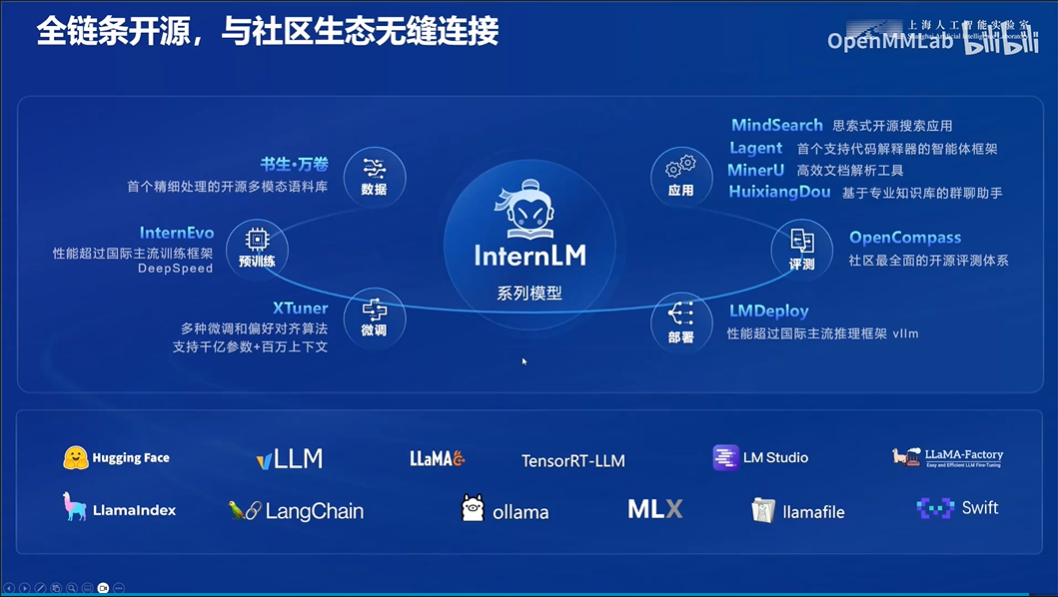 全链条开源，与社区生态无缝连接
上海人工智能实验室
OpenMMLab bilibili
书生·万卷
首个精细处理的开源多模态语料库
数据
InternEvo
性能超过国际主流训练框架
DeepSpeed
预训练
XTuner
多种微调和偏好对齐算法
支持千亿参数+百万上下文
微调
InternLM
系列模型
应用
MindSearch 思索式开源搜索应用
Lagent 首个支持代码解释器的智能体框架
MinerU 高效文档解析工具
HuixiangDou 基于专业知识库的群聊助手
评测
OpenCompass
社区最全面的开源评测体系
部署
LMDeploy
性能超过国际主流推理框架 vllm
Hugging Face
vLLM
LLaMA
TensorRT-LLM
LM Studio
LLaMA-Factory
Easy and Efficient LLM Fine-Tuning
LlamaIndex
LangChain
ollama
MLX
llamafile
Swift